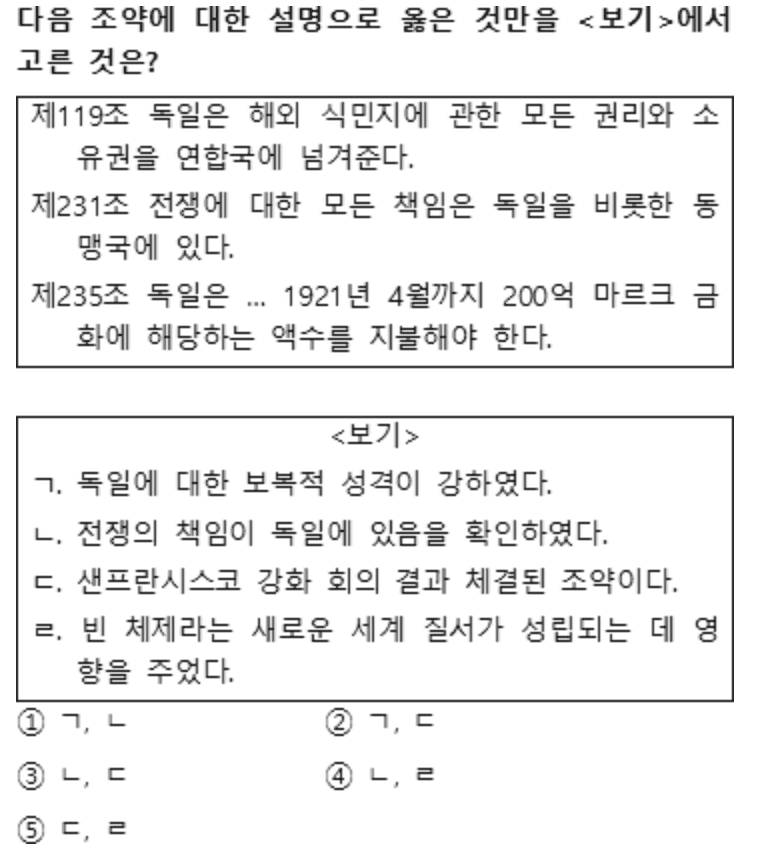 다음 조약에 대한 설명으로 옳은 것만을 <보기>에서
고른 것은?
제119조 독일은 해외 식민지에 관한 모든 권리와 소
유권을 연합국에 넘겨준다.
제231조 전쟁에 대한 모든 책임은 독일을 비롯한 동
맹국에 있다.
제235조 독일은 ... 1921년 4월까지 200억 마르크 금
화에 해당하는 액수를 지불해야 한다.
<보기>
ㄱ. 독일에 대한 보복적 성격이 강하였다.
ㄴ. 전쟁의 책임이 독일에 있음을 확인하였다.
ㄷ. 샌프란시스코 강화 회의 결과 체결된 조약이다.
ㄹ. 빈 체제라는 새로운 세계 질서가 성립되는 데 영
향을 주었다.
① ㄱ, ㄴ ② ㄱ, ㄷ
③ ㄴ, ㄷ ④ ㄴ, ㄹ
⑤ ㄷ, ㄹ